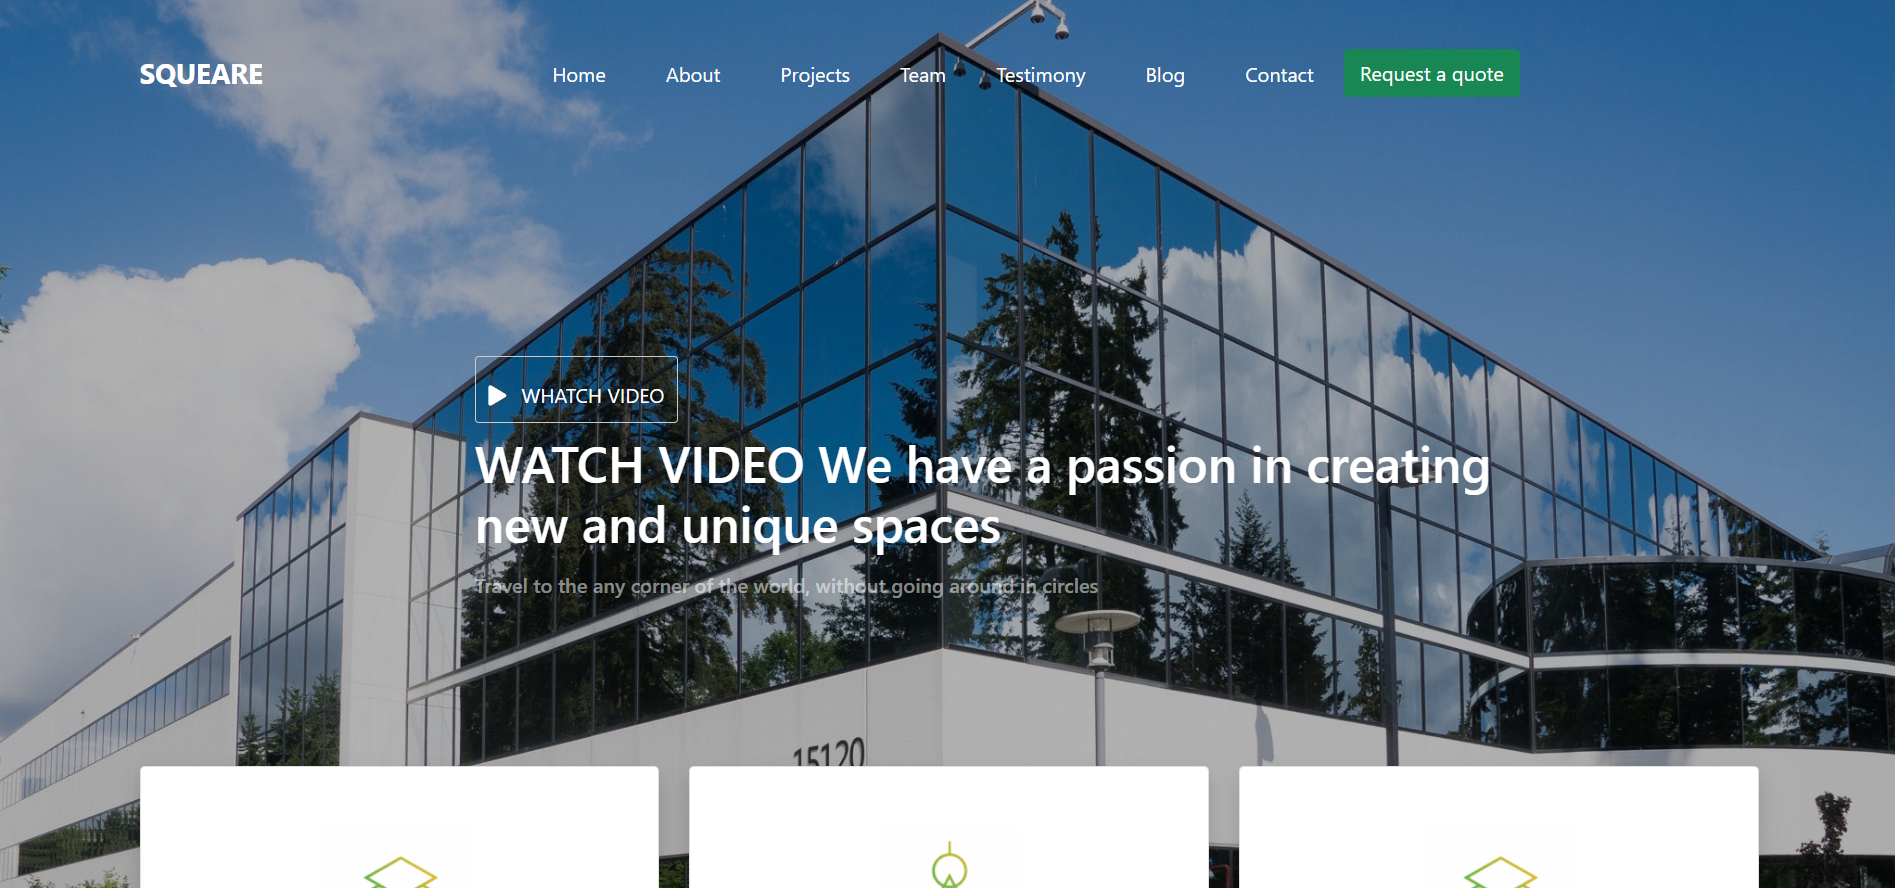 SQUEARE
Home About Projects Team Testimony Blog Contact Request a quote
WHATCH VIDEO
WATCH VIDEO We have a passion in creating
new and unique spaces
Travel to the any corner of the world, without going around in circles
15120